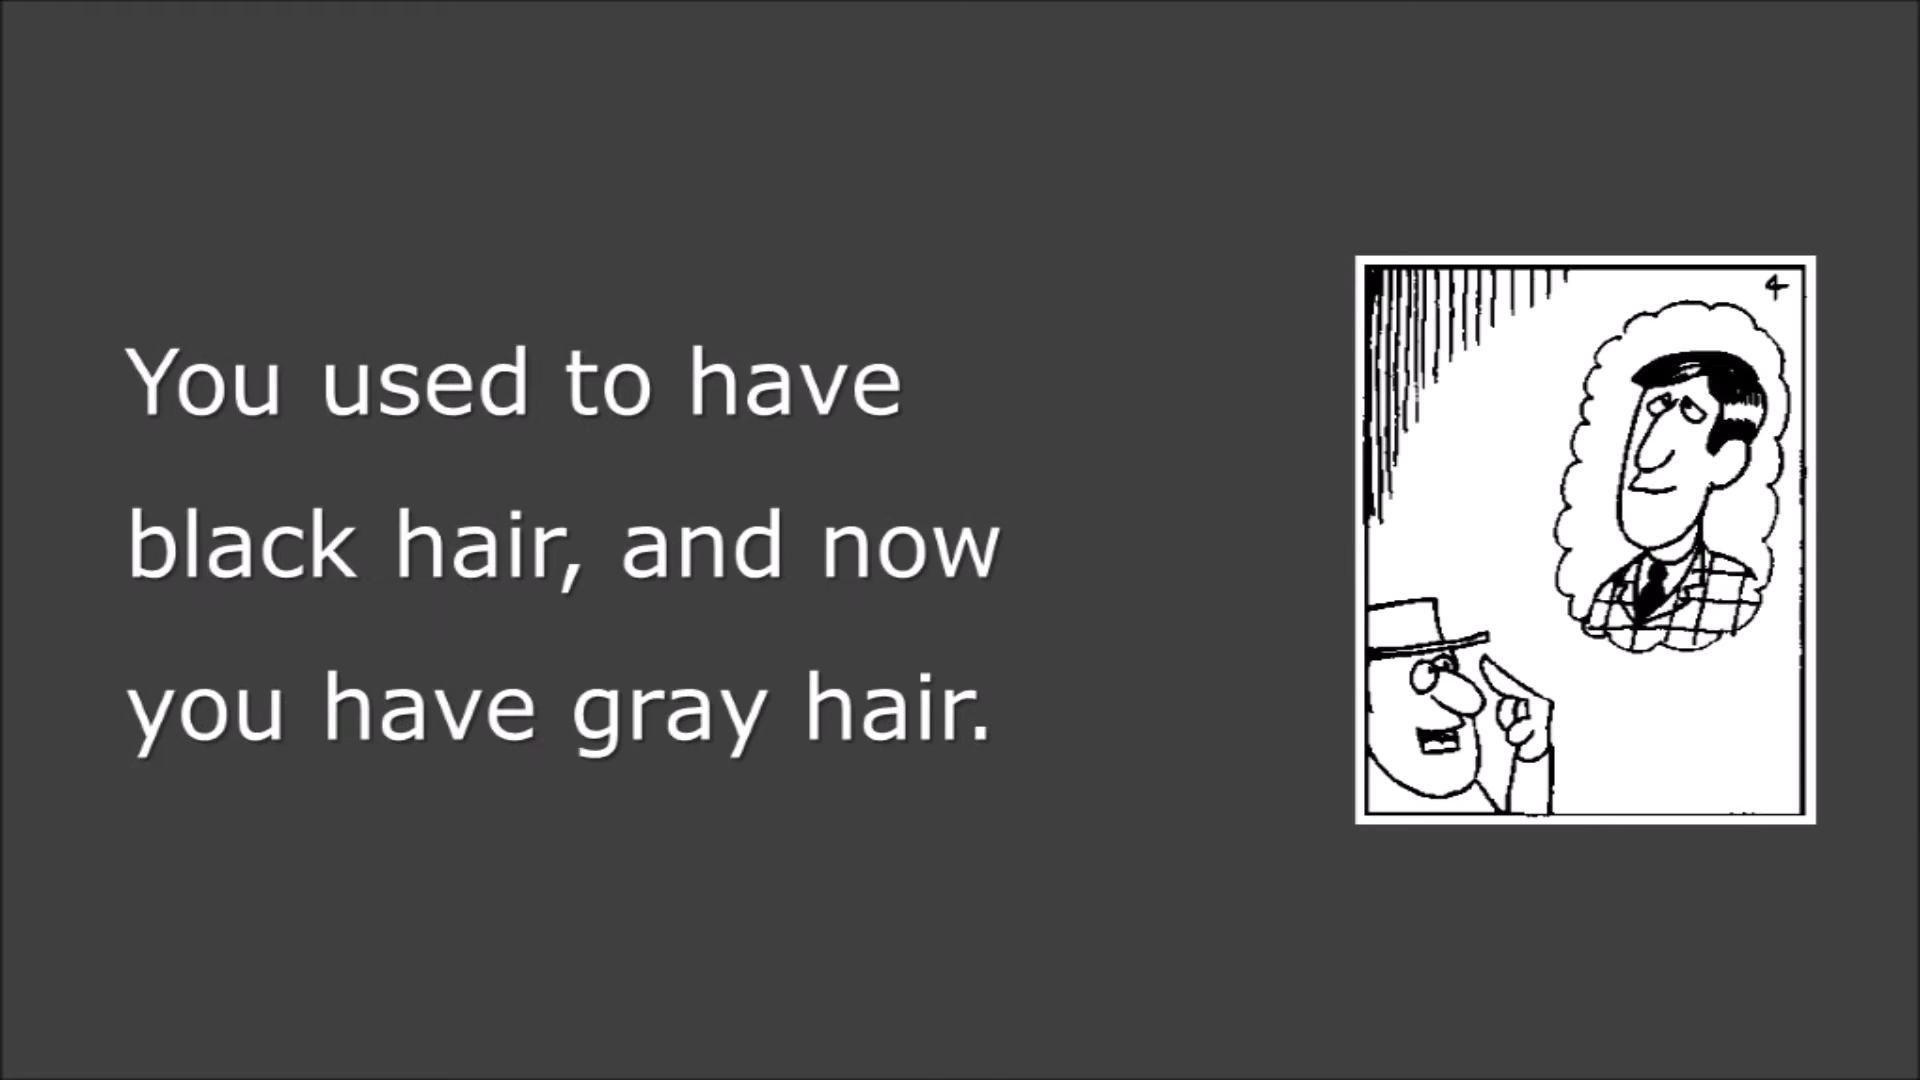 You used to have
black hair, and now
you have gray hair.
4